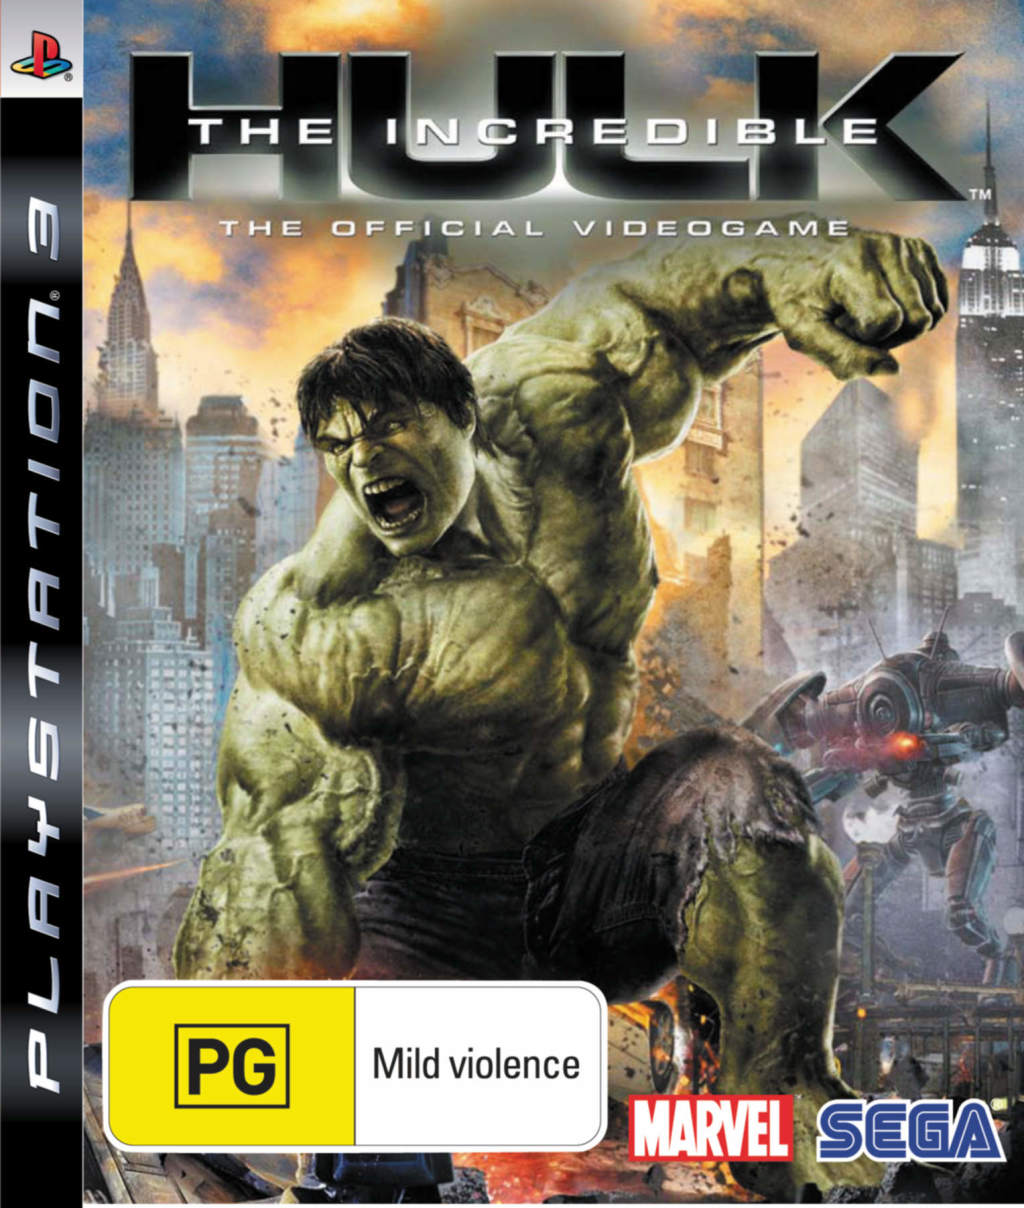 HULK
THE INCREDIBLE
TM
THE OFFICIAL VIDEOGAME
PLAYSTATION®3
PG
Mild violence
MARVEL
SEGA®